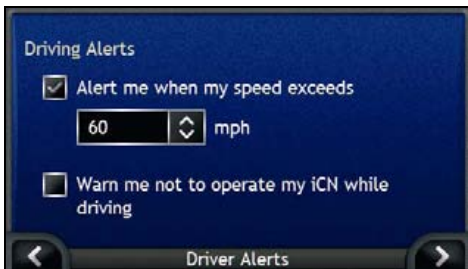 Driving Alerts
Alert me when my speed exceeds
60 mph
Warn me not to operate my iCN while
driving
Driver Alerts